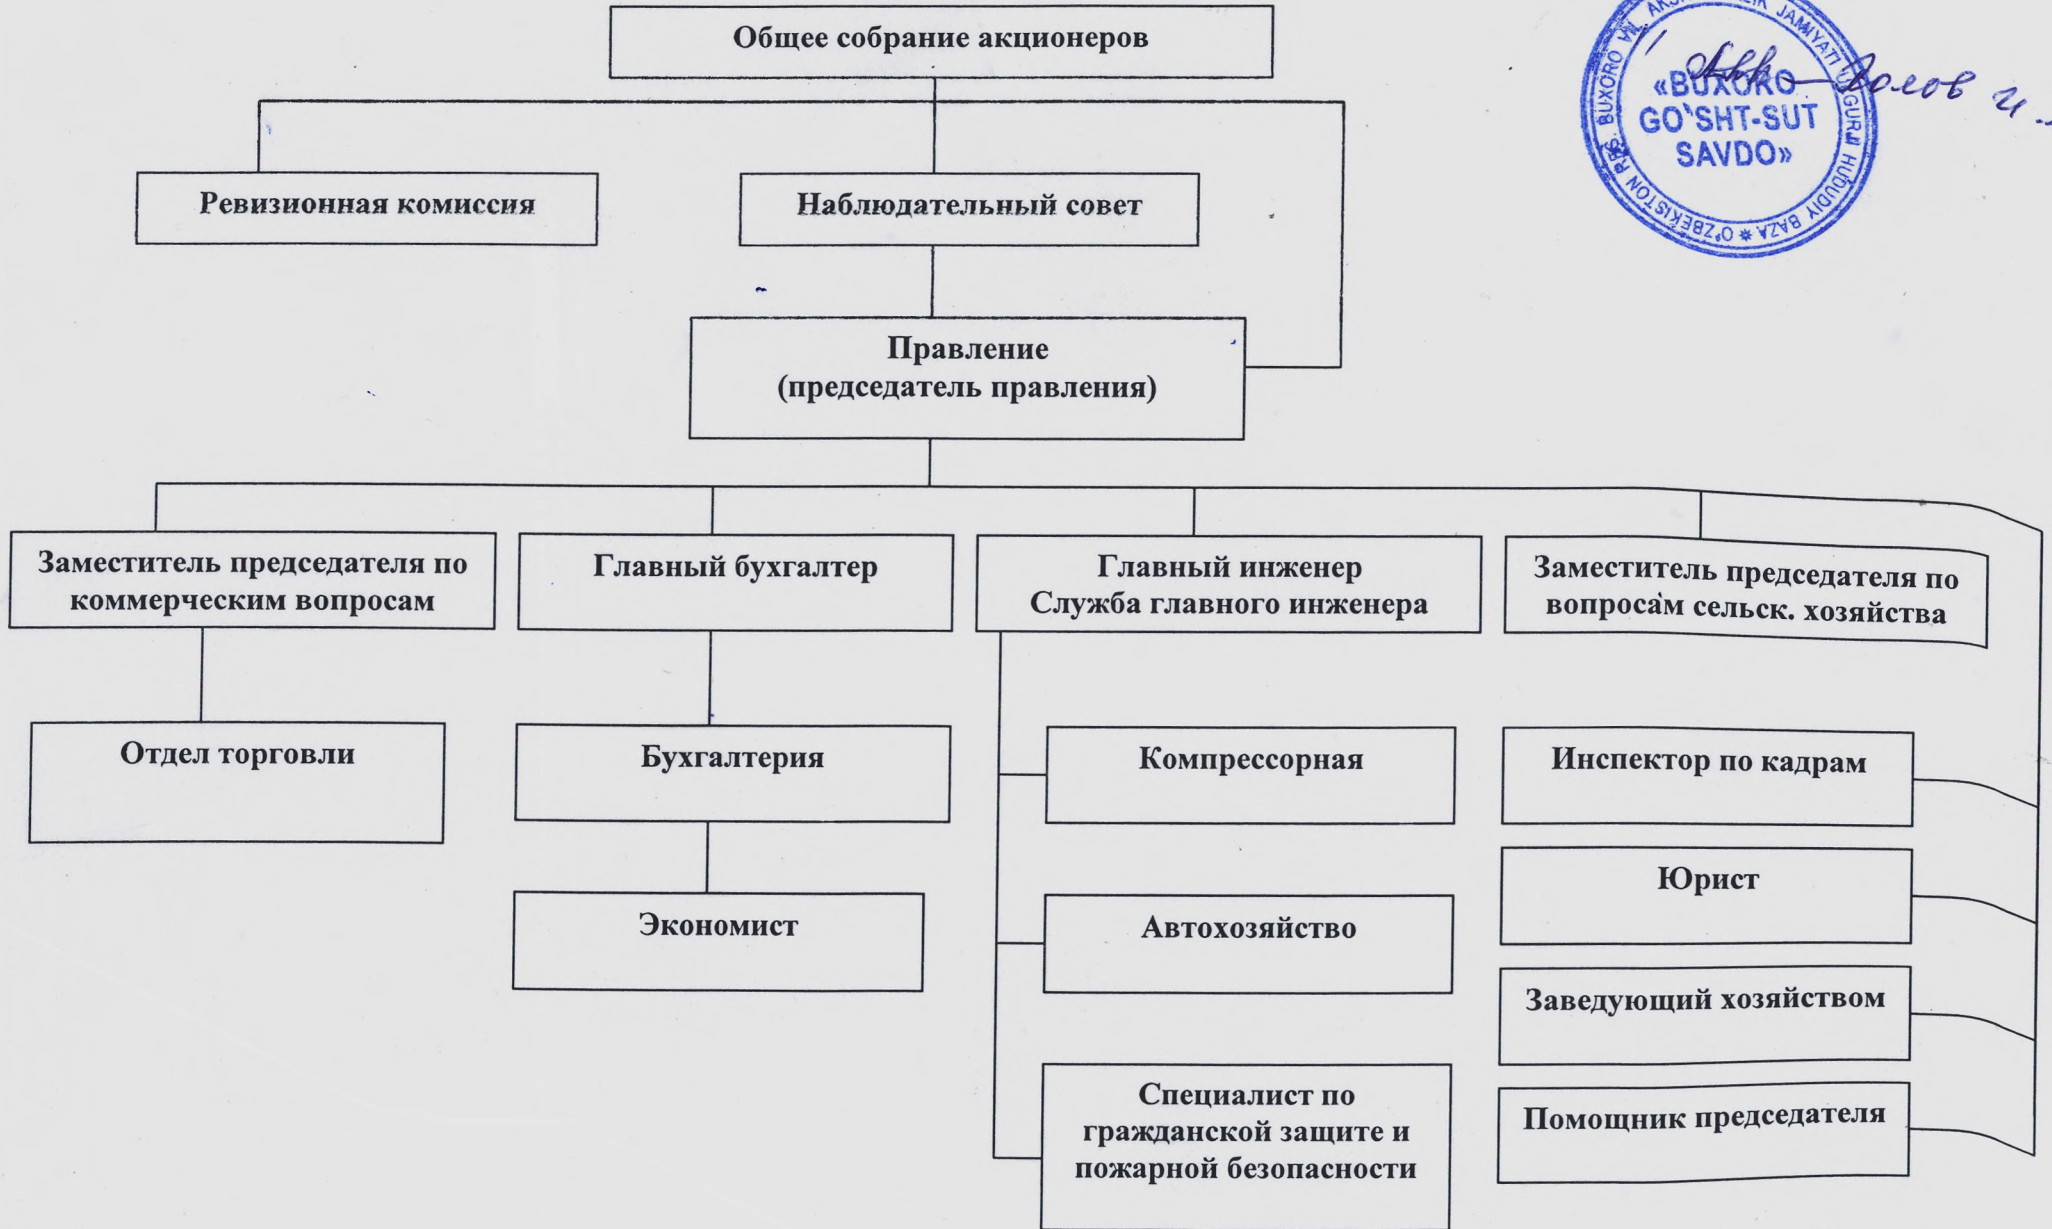 Общее собрание акционеров
«BUXORO
GO'SHT-SUT
SAVDO»
Ревизионная комиссия
Наблюдательный совет
Правление
(председатель правления)
Заместитель председателя по
коммерческим вопросам
Главный бухгалтер
Главный инженер
Служба главного инженера
Заместитель председателя по
вопросам сельск. хозяйства
Отдел торговли
Бухгалтерия
Компрессорная
Инспектор по кадрам
Юрист
Экономист
Автохозяйство
Заведующий хозяйством
Специалист по
гражданской защите и
пожарной безопасности
Помощник председателя